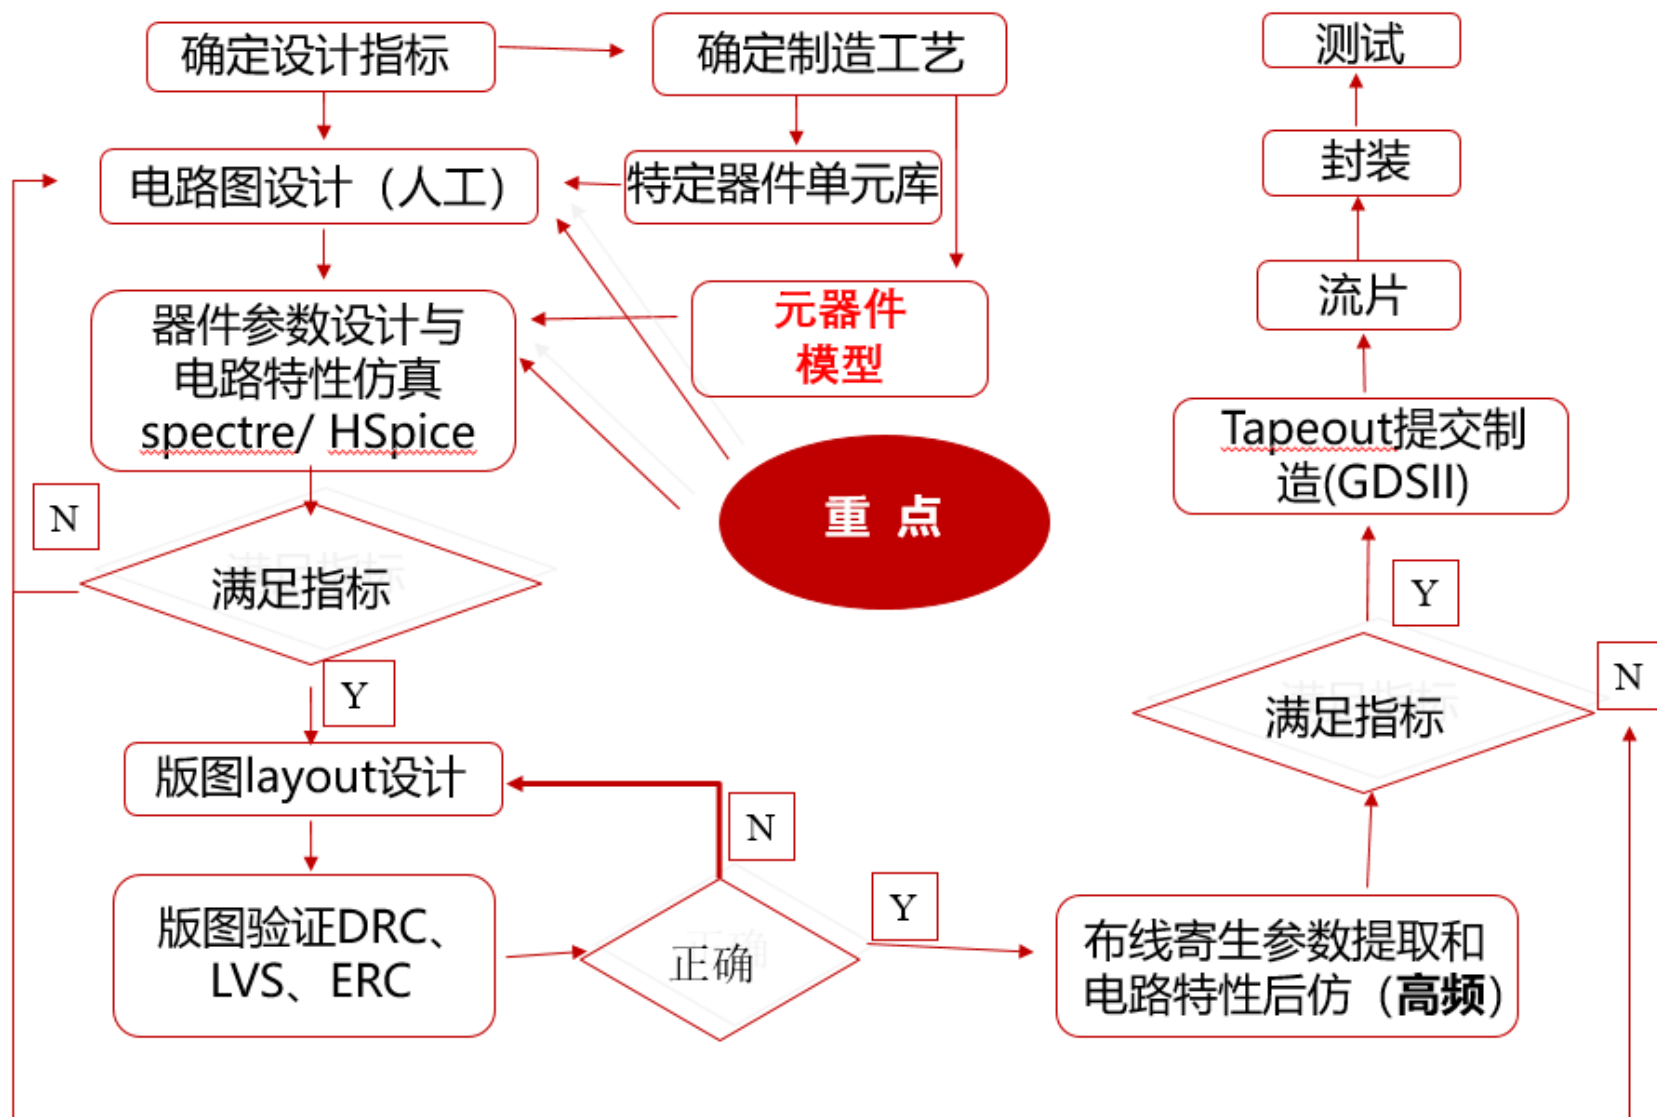 确定设计指标
确定制造工艺
测试
电路图设计（人工）
特定器件单元库
封装
器件参数设计与
电路特性仿真
spectre/ HSpice
元器件
模型
流片
Tapeout提交制
造(GDSII)
重 点
N
满足指标
Y
Y
N
满足指标
版图layout设计
N
Y
版图验证DRC、
LVS、ERC
正确
布线寄生参数提取和
电路特性后仿（高频）